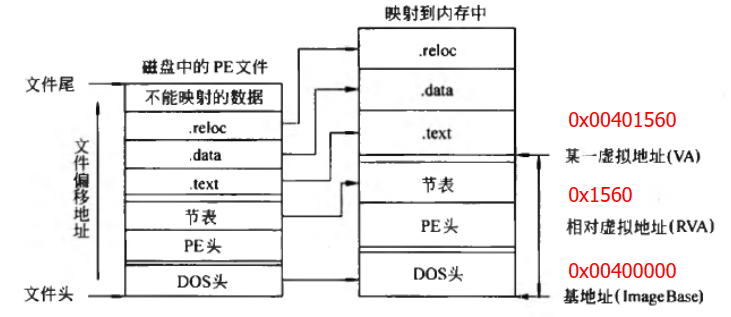 映射到内存中
磁盘中的 PE文件
文件尾
不能映射的数据
.reloc
.data
.text
节表
PE头
DOS头
文件头
文件偏移地址
.reloc
.data
.text
节表
PE头
DOS头
0x00401560
某一虚拟地址(VA)
0x1560
相对虚拟地址(RVA)
0x00400000
基地址(ImageBase)